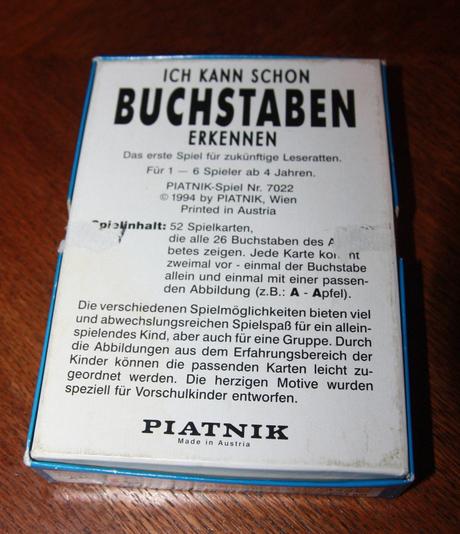 ICH KANN SCHON
BUCHSTABEN
ERKENNEN
Das erste Spiel für zukünftige Leseratten.
Für 1 — 6 Spieler ab 4 Jahren.
PIATNIK-Spiel Nr. 7022
© 1994 by PIATNIK, Wien
Printed in Austria
Spielinhalt: 52 Spielkarten,
die alle 26 Buchstaben des
betes zeigen. Jede Karte
zweimal vor - einmal der Buchstabe
allein und einmal mit einer passen-
den Abbildung (z.B.: A - Apfel).
Die verschiedenen Spielmöglichkeiten bieten viel
und abwechslungsreichen Spielspaß für ein allein-
spielendes Kind, aber auch für eine Gruppe. Durch
die Abbildungen aus dem Erfahrungsbereich der
Kinder können die passenden Karten leicht zu-
geordnet werden. Die herzigen Motive wurden
speziell für Vorschulkinder entworfen.
PIATNIK
Made in Austria